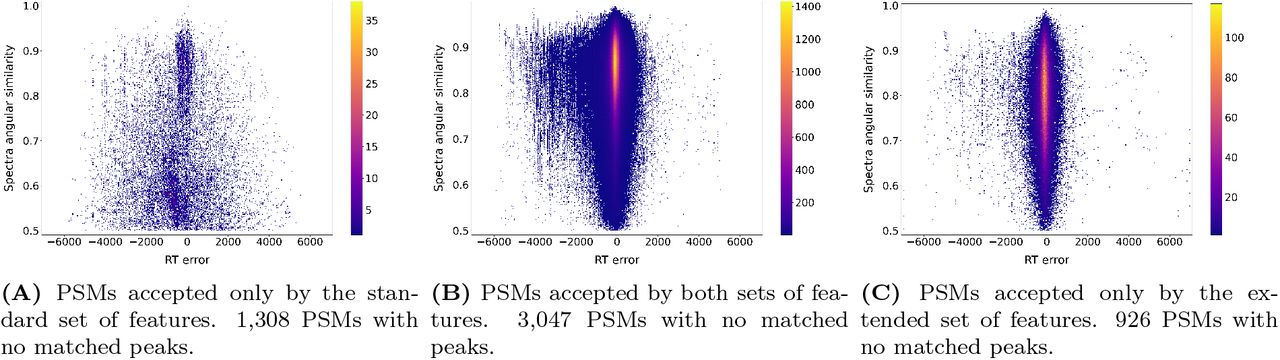 1.0
0.9
0.8
0.7
0.6
0.5
Spectra angular similarity
−6000 −4000 −2000 0 2000 4000 6000
RT error
35
30
25
20
15
10
5
0.9
0.8
0.7
0.6
0.5
Spectra angular similarity
−6000 −4000 −2000 0 2000 4000 6000
RT error
1400
1200
1000
800
600
400
200
1.0
0.9
0.8
0.7
0.6
0.5
Spectra angular similarity
−6000 −4000 −2000 0 2000 4000 6000
RT error
100
80
60
40
20
(A) PSMs accepted only by the stan-
dard set of features. 1,308 PSMs with
no matched peaks.
(B) PSMs accepted by both sets of fea-
tures. 3,047 PSMs with no matched
peaks.
(C) PSMs accepted only by the ex-
tended set of features. 926 PSMs with
no matched peaks.